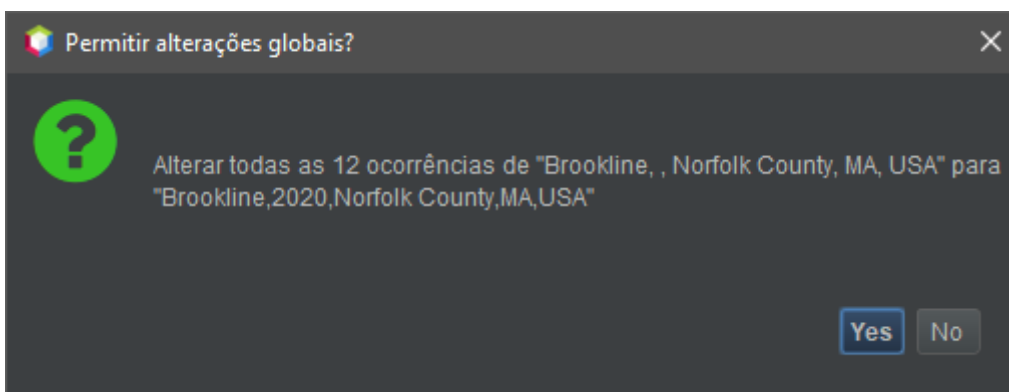 Permitir alterações globais?
Alterar todas as 12 ocorrências de "Brookline, , Norfolk County, MA, USA" para
"Brookline,2020,Norfolk County,MA,USA"
Yes No